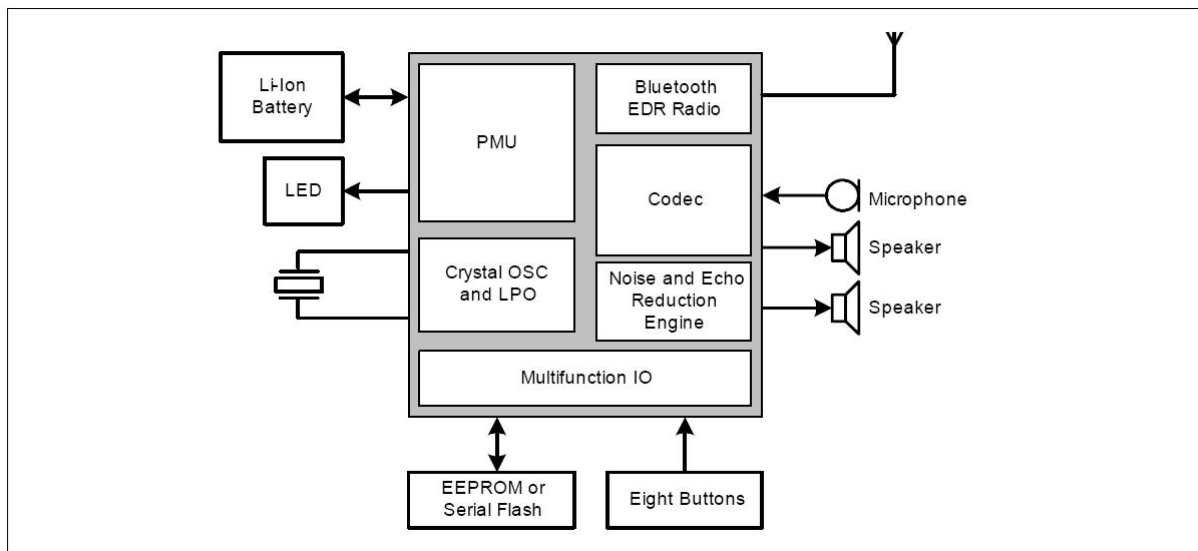 Li-Ion
Battery
LED
PMU
Crystal OSC
and LPO
Bluetooth
EDR Radio
Codec
Noise and Echo
Reduction
Engine
Multifunction IO
Microphone
Speaker
Speaker
EEPROM or
Serial Flash
Eight Buttons